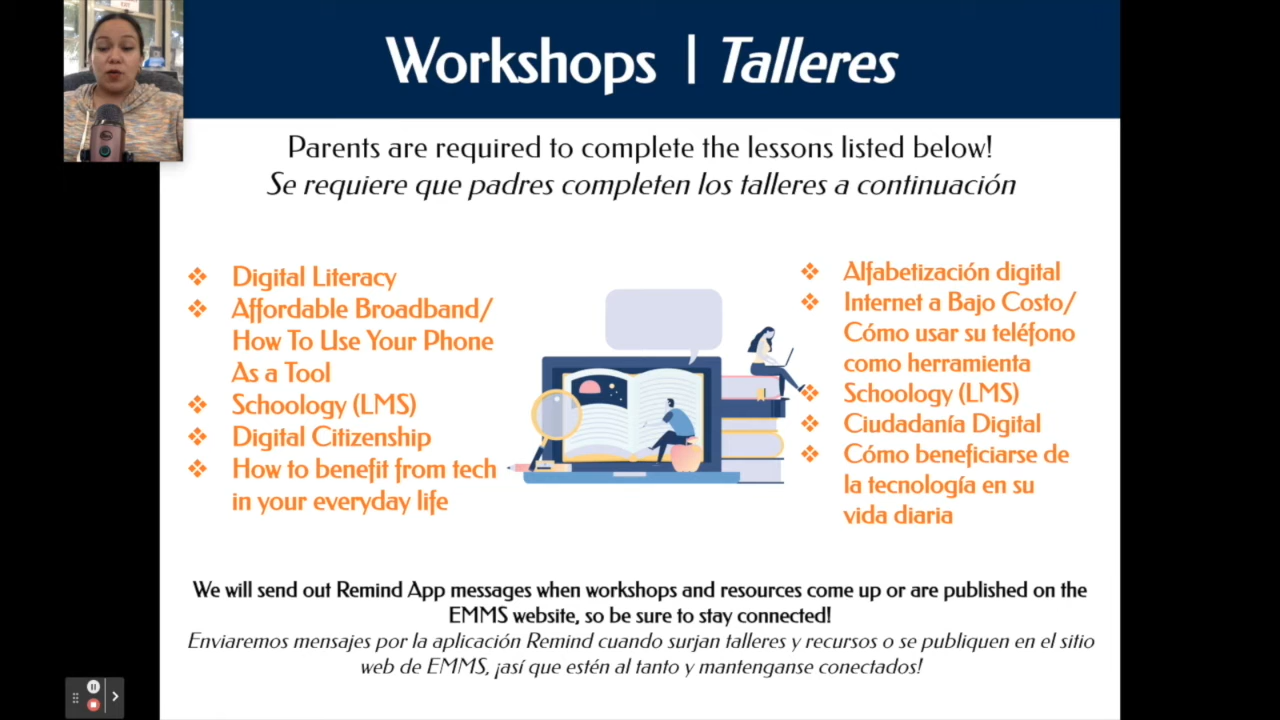 Workshops | Talleres
Parents are required to complete the lessons listed below!
Se requiere que padres completen los talleres a continuación
❖ Digital Literacy
❖ Affordable Broadband/
How To Use Your Phone
As a Tool
❖ Schoology (LMS)
❖ Digital Citizenship
❖ How to benefit from tech
in your everyday life
❖ Alfabetización digital
❖ Internet a Bajo Costo/
Cómo usar su teléfono
como herramienta
❖ Schoology (LMS)
❖ Ciudadanía Digital
❖ Cómo beneficiarse de
la tecnología en su
vida diaria
We will send out Remind App messages when workshops and resources come up or are published on the
EMMS website, so be sure to stay connected!
Enviaremos mensajes por la aplicación Remind cuando surjan talleres y recursos o se publiquen en el sitio
web de EMMS, ¡así que estén al tanto y mantenganse conectados!